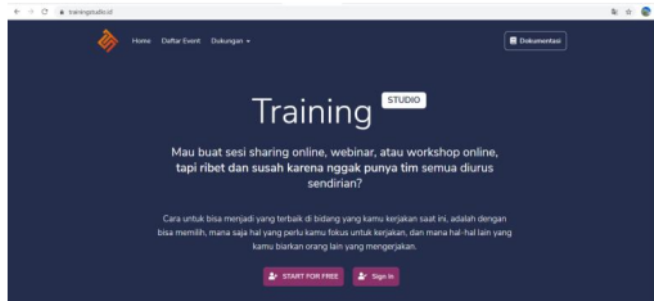 trainingstudio.id
Home Daftar Event Dukungan
Dokumentasi
Training STUDIO
Mau buat sesi sharing online, webinar, atau workshop online,
tapi ribet dan susah karena nggak punya tim semua diurus
sendirian?
Cara untuk bisa menjadi yang terbaik di bidang yang kamu kerjakan saat ini, adalah dengan
bisa memilih, mana saja hal yang perlu kamu fokus untuk kerjakan, dan mana hal-hal lain yang
kamu biarkan orang lain yang mengerjakan.
START FOR FREE Sign In